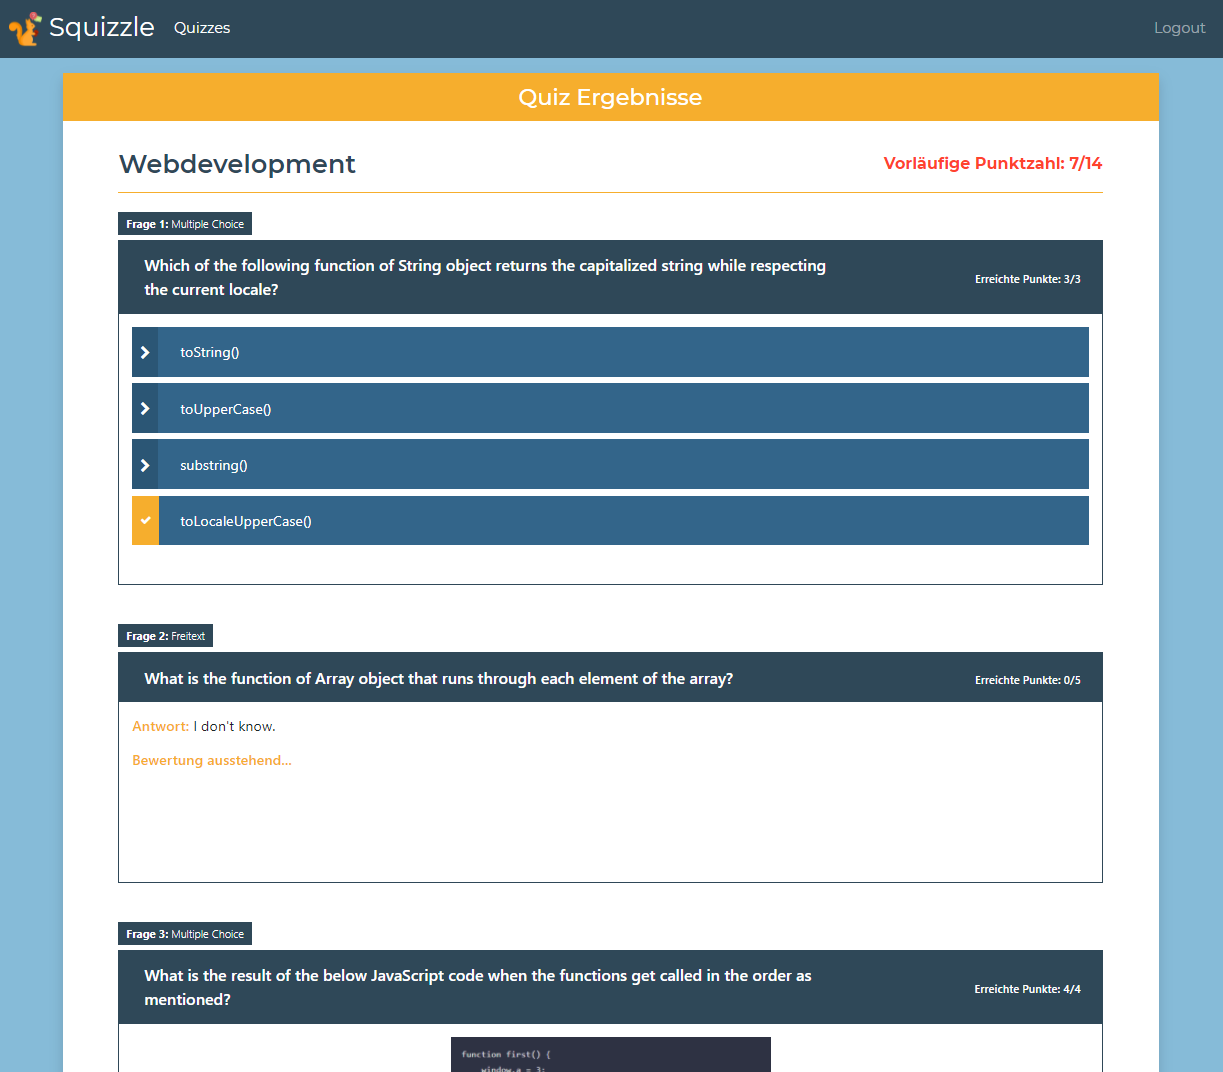 Squizzle Quizzes Logout
Quiz Ergebnisse
Webdevelopment Vorläufige Punktzahl: 7/14
Frage 1: Multiple Choice
Which of the following function of String object returns the capitalized string while respecting
the current locale?
Erreichte Punkte: 3/3
toString()
toUpperCase()
substring()
toLocaleUpperCase()
Frage 2: Freitext
What is the function of Array object that runs through each element of the array? Erreichte Punkte: 0/5
Antwort: I don't know.
Bewertung ausstehend...
Frage 3: Multiple Choice
What is the result of the below JavaScript code when the functions get called in the order as
mentioned?
Erreichte Punkte: 4/4
function first() {
window.a = 3;